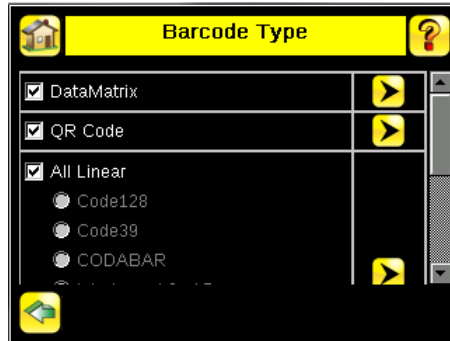 Barcode Type
DataMatrix
QR Code
All Linear
Code128
Code39
CODABAR